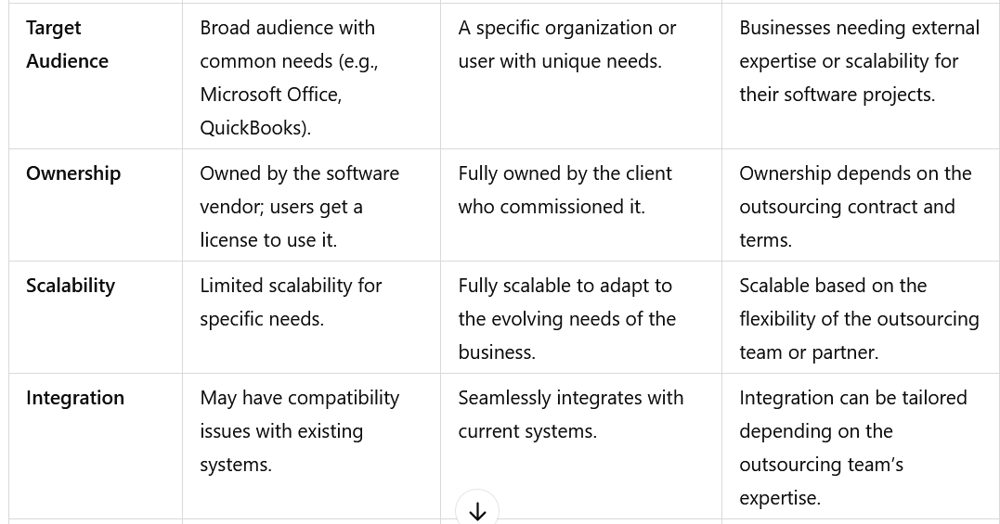 Target
Audience
Broad audience with
common needs (e.g.,
Microsoft Office,
QuickBooks).
A specific organization or
user with unique needs.
Businesses needing external
expertise or scalability for
their software projects.
Ownership
Owned by the software
vendor; users get a
license to use it.
Fully owned by the client
who commissioned it.
Ownership depends on the
outsourcing contract and
terms.
Scalability
Limited scalability for
specific needs.
Fully scalable to adapt to
the evolving needs of the
business.
Scalable based on the
flexibility of the outsourcing
team or partner.
Integration
May have compatibility
issues with existing
systems.
Seamlessly integrates with
current systems.
Integration can be tailored
depending on the
outsourcing team’s
expertise.